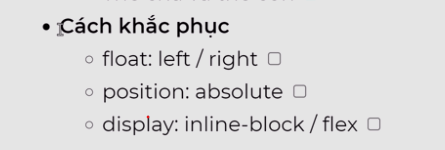 Cách khắc phục
float: left / right
position: absolute
display: inline-block / flex